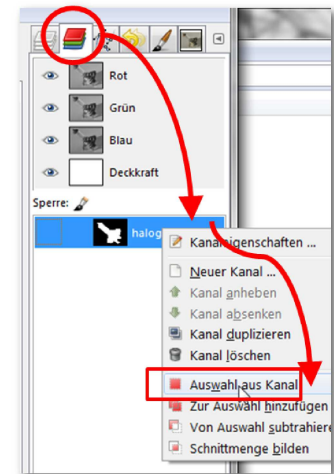 Rot
Grün
Blau
Deckkraft
Sperre:
halog
Kanaleigenschaften ...
Neuer Kanal ...
Kanal anheben
Kanal absenken
Kanal duplizieren
Kanal löschen
Auswahl aus Kanal
Zur Auswahl hinzufügen
Von Auswahl subtrahiere
Schnittmenge bilden